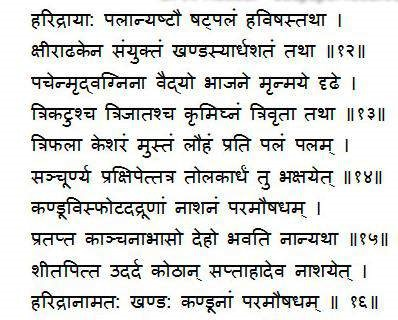 हरिद्राया: पलान्यष्टौ षट्पलं हविषस्तथा ।
क्षीराढकेन संयुक्तं खण्डस्यार्धशतं तथा ॥१२॥
पचेन्मृद्वग्निना वैद्यो भाजने मृन्मये दृढे ।
त्रिकटुश्च त्रिजातश्च कृमिघ्नं त्रिवृता तथा ॥१३॥
त्रिफला केशरं मुस्तं लौहं प्रति पलं पलम् ।
सञ्चूर्ण्य प्रक्षिपेत्तत्र तोलकार्धं तु भक्षयेत् ॥१४॥
कण्डूविस्फोटदद्रूणां नाशनं परमौषधम् ।
प्रतप्त काञ्चनाभासो देहो भवति नान्यथा ॥१५॥
शीतपित्त उदर्द कोठान् सप्ताहादेव नाशयेत् ।
हरिद्रानामत: खण्ड: कण्डूनां परमौषधम् ॥ १६॥